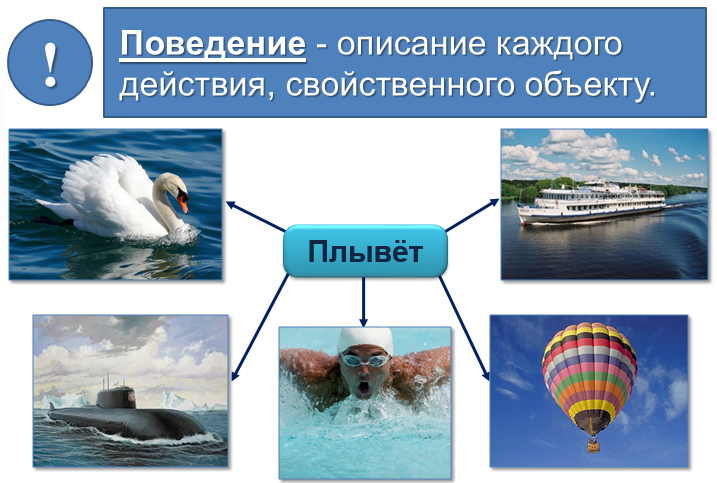 !
Поведение - описание каждого
действия, свойственного объекту.
Плывёт